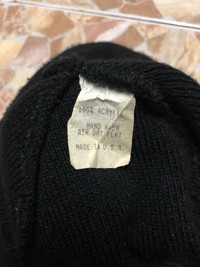 100% ACRYLIC
HAND WASH
AIR DRY FLAT
MADE IN U.S.A.